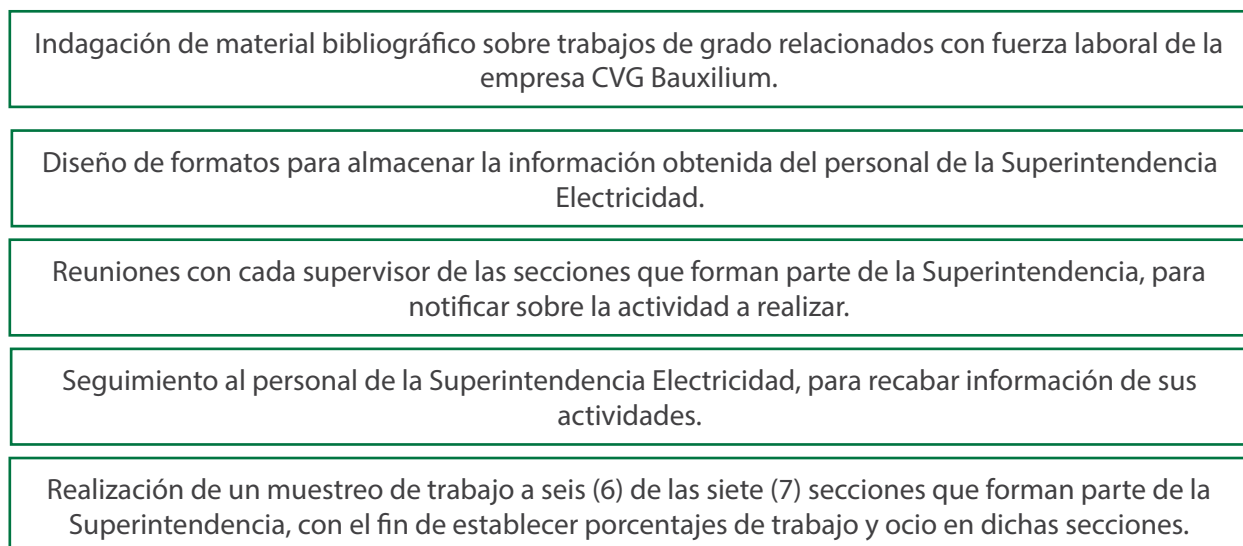 Indagación de material bibliográfico sobre trabajos de grado relacionados con fuerza laboral de la
empresa CVG Bauxilium.
Diseño de formatos para almacenar la información obtenida del personal de la Superintendencia
Electricidad.
Reuniones con cada supervisor de las secciones que forman parte de la Superintendencia, para
notificar sobre la actividad a realizar.
Seguimiento al personal de la Superintendencia Electricidad, para recabar información de sus
actividades.
Realización de un muestreo de trabajo a seis (6) de las siete (7) secciones que forman parte de la
Superintendencia, con el fin de establecer porcentajes de trabajo y ocio en dichas secciones.